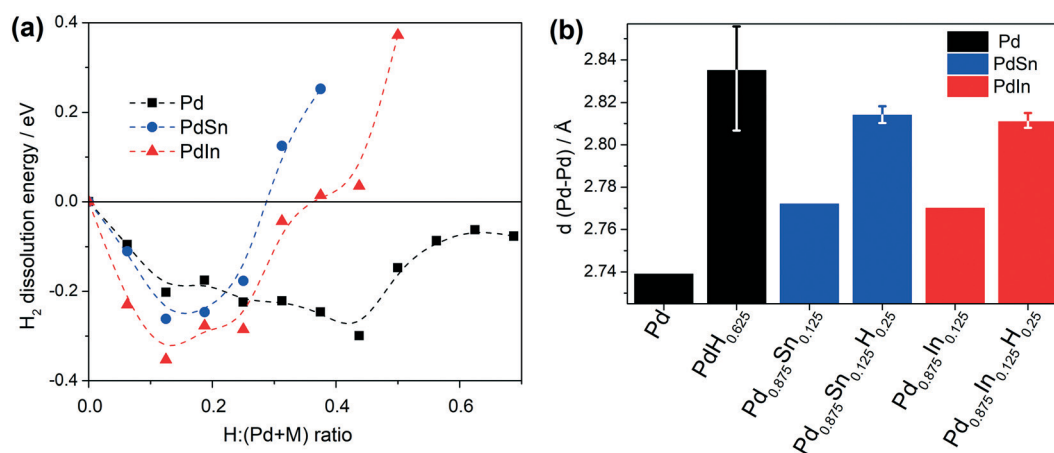 (a)
0.4
0.2
0.0
-0.2
-0.4
H₂ dissolution energy / eV
Pd
PdSn
PdIn
0.0
0.2
0.4
0.6
H:(Pd+M) ratio
(b)
2.84
2.82
2.80
2.78
2.76
2.74
d (Pd-Pd) / Å
Pd
PdSn
PdIn
Pd
PdH₀.₆₂₅
Pd₀.₈₇₅Sn₀.₁₂₅
Pd₀.₈₇₅Sn₀.₁₂₅H₀.₂₅
Pd₀.₈₇₅In₀.₁₂₅
Pd₀.₈₇₅In₀.₁₂₅H₀.₂₅